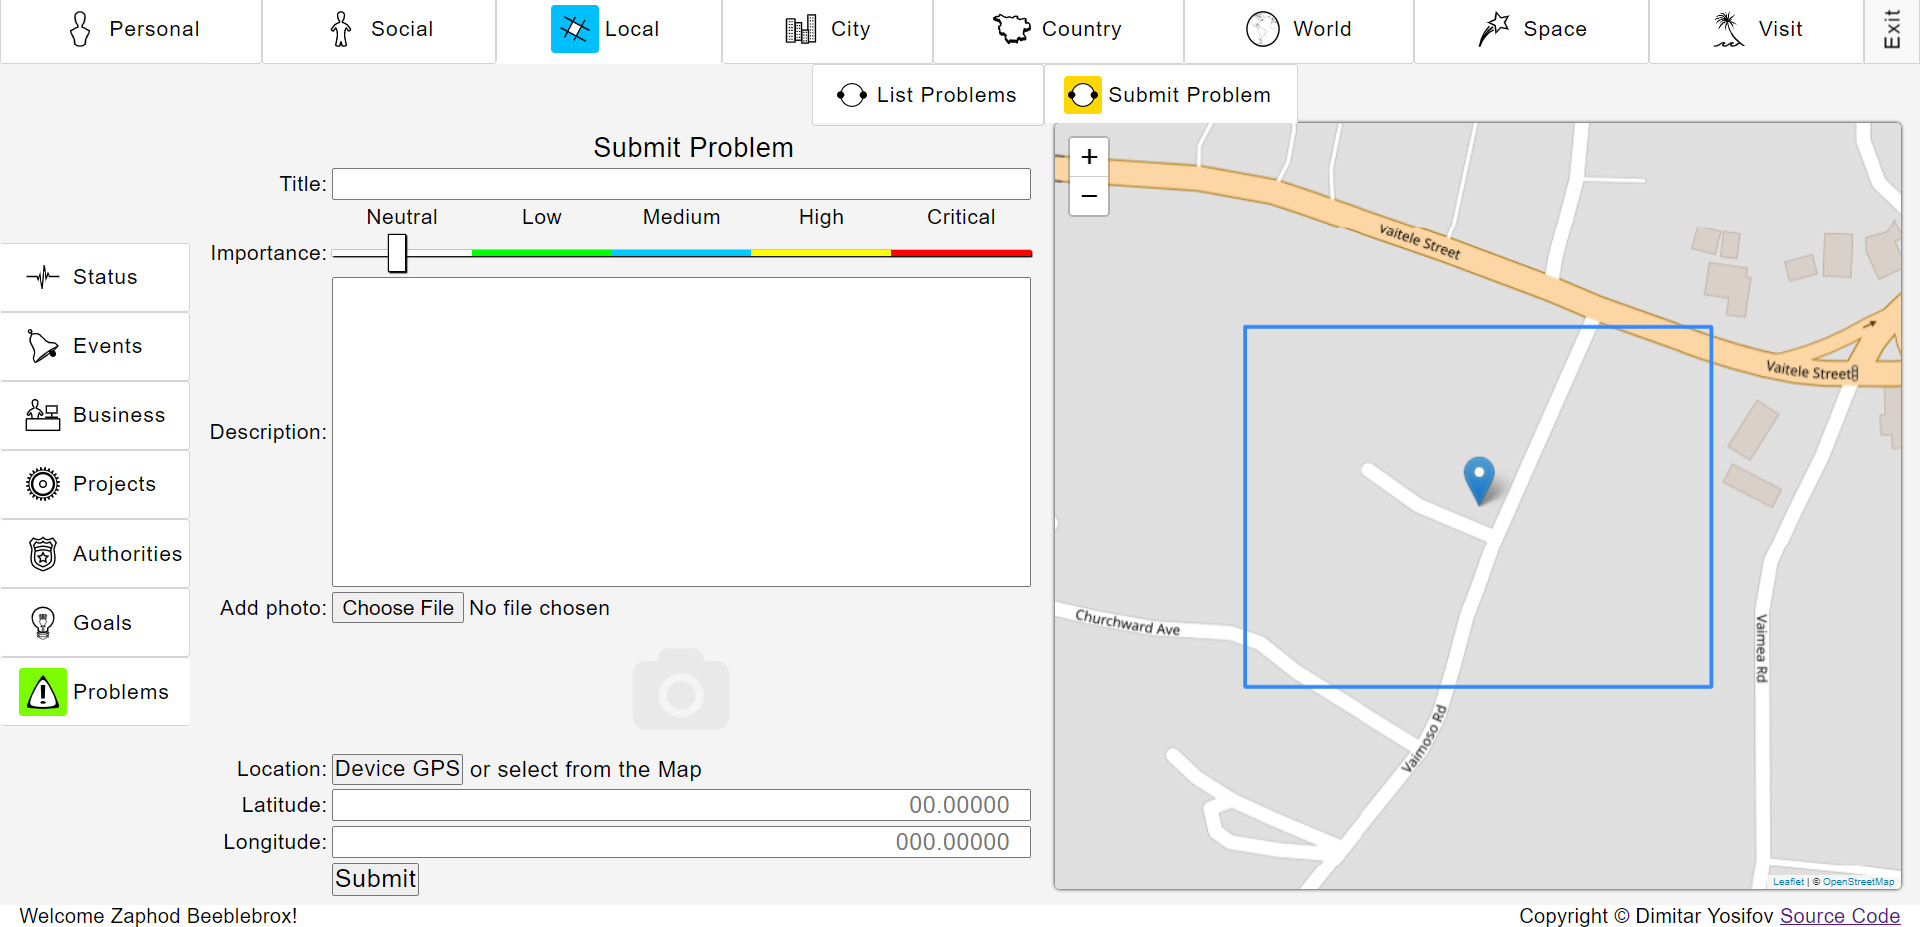 Personal
Social
Local
City
Country
World
Space
Visit
Exit
List Problems
Submit Problem
Submit Problem
Title:
Neutral
Low
Medium
High
Critical
Importance:
Description:
Add photo:
Choose File
No file chosen
Location:
Device GPS
or select from the Map
Latitude:
00.00000
Longitude:
000.00000
Submit
Status
Events
Business
Projects
Authorities
Goals
Problems
+
−
Vaitele Street
Vaitele Street
Churchward Ave
Vaimea Rd
Vaimoso Rd
Leaflet | © OpenStreetMap
Welcome Zaphod Beeblebrox!
Copyright © Dimitar Yosifov Source Code